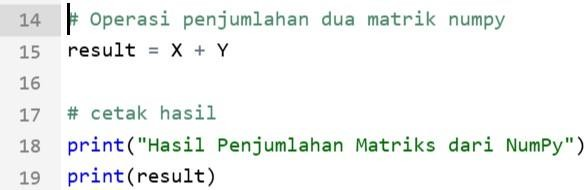 14 # Operasi penjumlahan dua matrik numpy
15 result = X + Y
16
17 # cetak hasil
18 print("Hasil Penjumlahan Matriks dari NumPy")
19 print(result)